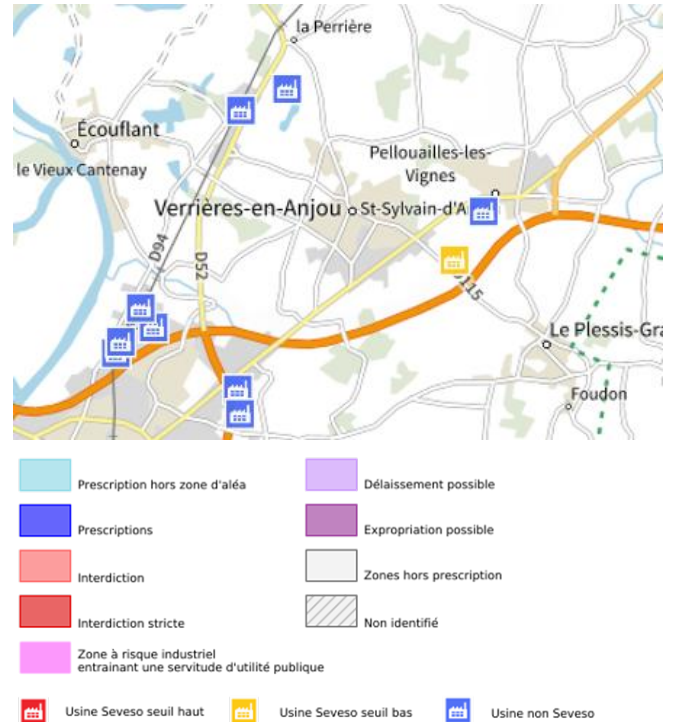 la Perrière
Écouflant
Pellouailles-les-
Vignes
le Vieux Cantenay
Verrières-en-Anjou
St-Sylvain-d'A
D94
D52
115
Le Plessis-Gra
Foudon
Prescription hors zone d'aléa
Délaissement possible
Prescriptions
Expropriation possible
Interdiction
Zones hors prescription
Interdiction stricte
Non identifié
Zone à risque industriel
entrainant une servitude d'utilité publique
Usine Seveso seuil haut
Usine Seveso seuil bas
Usine non Seveso